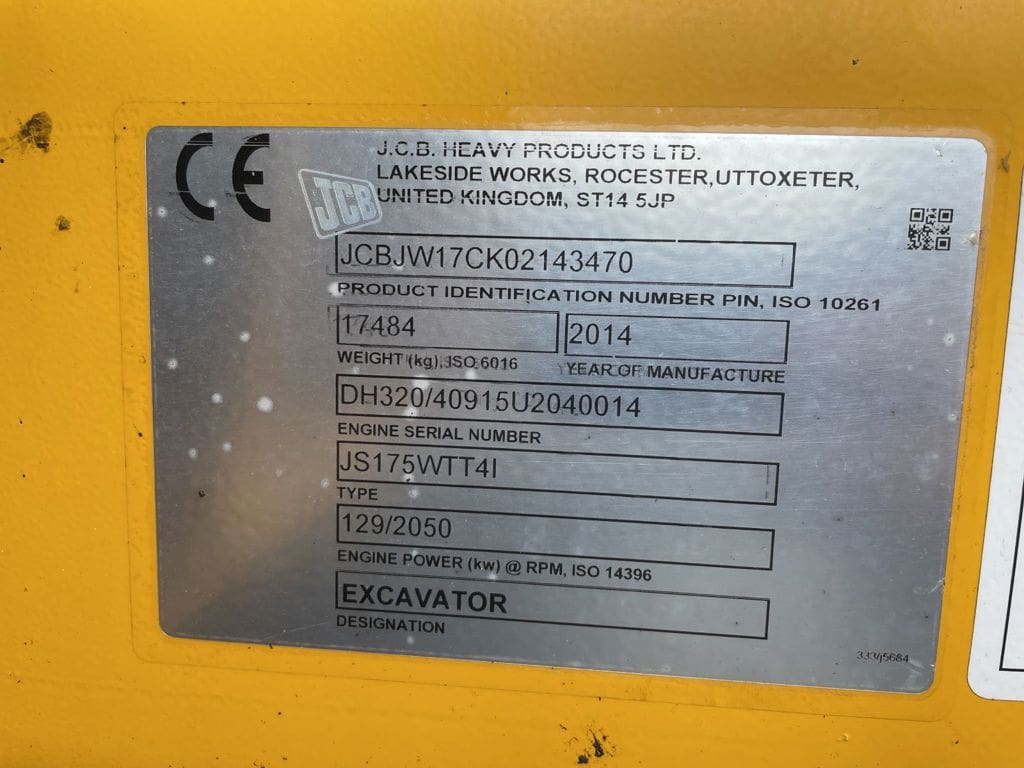 CE
J.C.B. HEAVY PRODUCTS LTD.
LAKESIDE WORKS, ROCESTER,UTTOXETER,
UNITED KINGDOM, ST14 5JP
JCB
JCBJW17CK02143470
PRODUCT IDENTIFICATION NUMBER PIN, ISO 10261
17484 2014
WEIGHT (kg), ISO 6016 YEAR OF MANUFACTURE
DH320/40915U2040014
ENGINE SERIAL NUMBER
JS175WTT4I
TYPE
129/2050
ENGINE POWER (kw) @ RPM, ISO 14396
EXCAVATOR
DESIGNATION
333/j5684